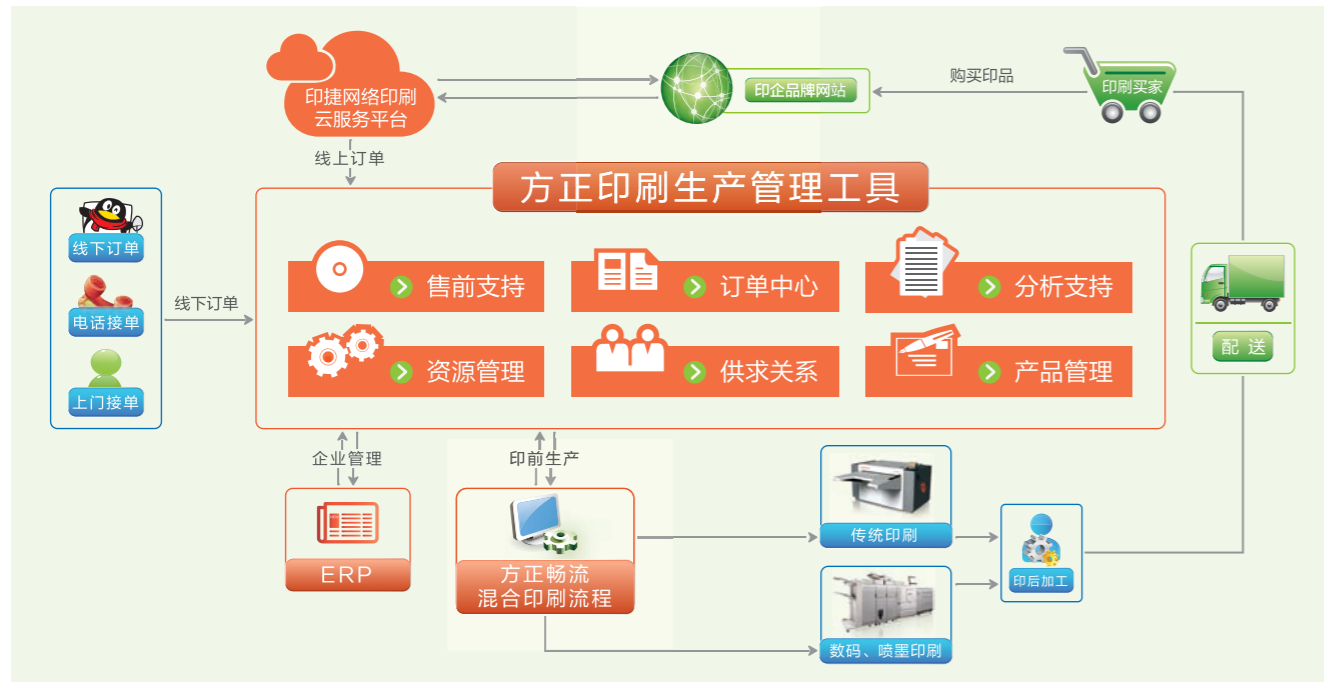 印捷网络印刷
云服务平台
印企品牌网站
购买印品
印刷买家
线上订单
方正印刷生产管理工具
线下订单
电话接单
上门接单
线下订单
售前支持
订单中心
分析支持
资源管理
供求关系
产品管理
配送
企业管理
印前生产
ERP
方正畅流
混合印刷流程
传统印刷
数码、喷墨印刷
印后加工